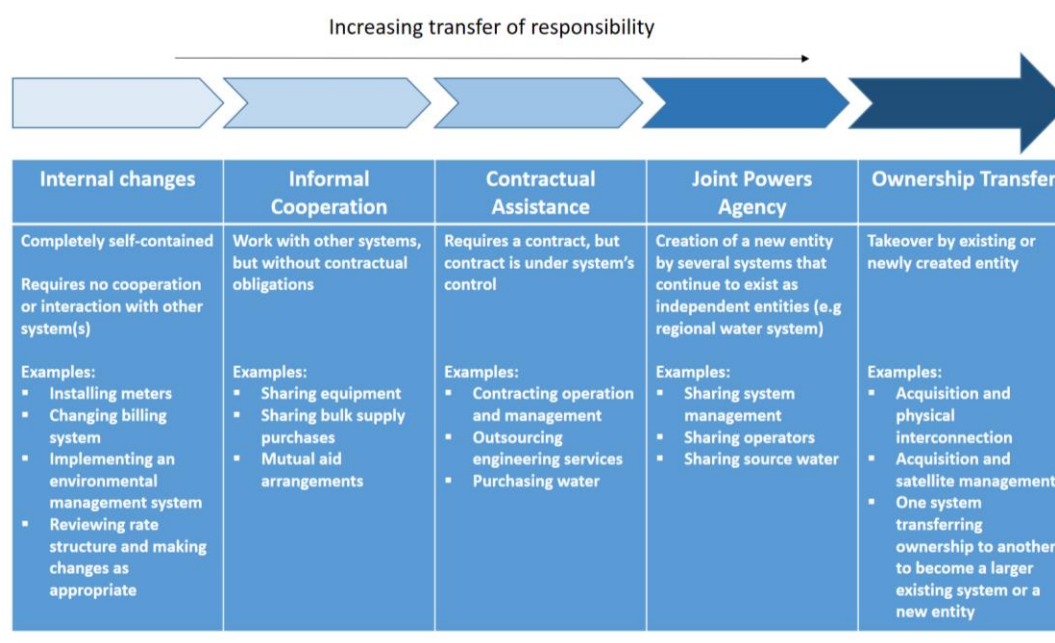 Increasing transfer of responsibility
Internal changes
Completely self-contained
Requires no cooperation
or interaction with other
system(s)
Examples:
▪ Installing meters
▪ Changing billing
system
▪ Implementing an
environmental
management system
▪ Reviewing rate
structure and making
changes as
appropriate
Informal
Cooperation
Work with other systems,
but without contractual
obligations
Examples:
▪ Sharing equipment
▪ Sharing bulk supply
purchases
▪ Mutual aid
arrangements
Contractual
Assistance
Requires a contract, but
contract is under system's
control
Examples:
▪ Contracting operation
and management
▪ Outsourcing
engineering services
▪ Purchasing water
Joint Powers
Agency
Creation of a new entity
by several systems that
continue to exist as
independent entities (e.g
regional water system)
Examples:
▪ Sharing system
management
▪ Sharing operators
▪ Sharing source water
Ownership Transfer
Takeover by existing or
newly created entity
Examples:
▪ Acquisition and
physical
interconnection
▪ Acquisition and
satellite management
▪ One system
transferring
ownership to another
to become a larger
existing system or a
new entity